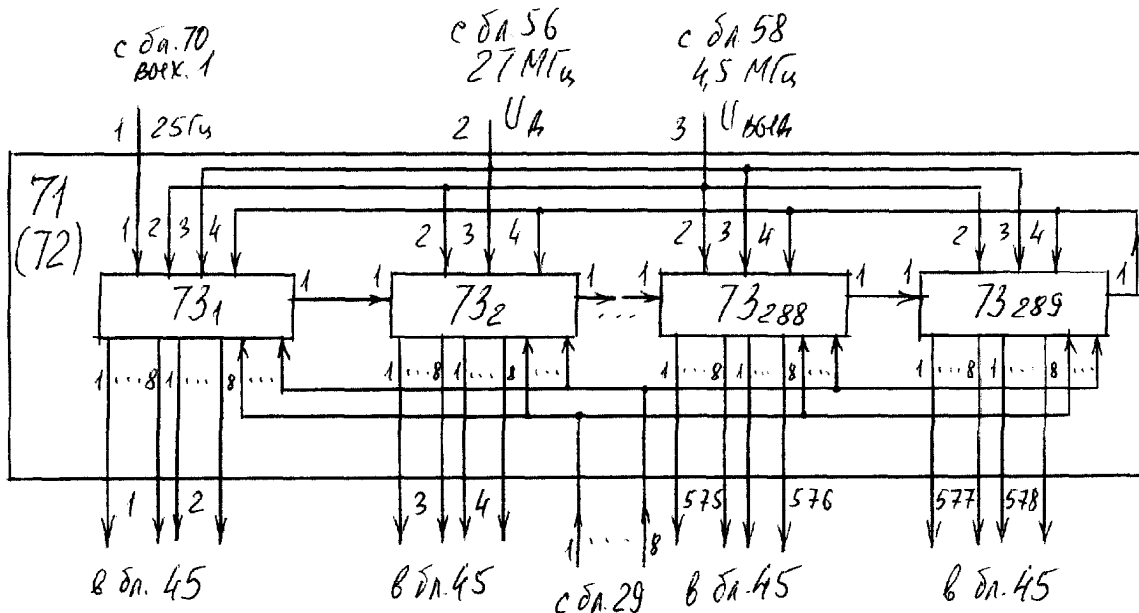 с бл.70
вых. 1
с бл. 56
27 МГц
с бл. 58
4,5 МГц
1 25Гц
2 Uд
3 Uвыд
71
(72)
1 2 3 4
2 3 4
2 3 4
2 3 4
73₁ 1
1 73₂ 1
...
1 73₂₈₈ 1
1 73₂₈₉ 1
1 ... 8 1 ... 8 ...
1 ... 8 1 ... 8 ...
1 ... 8 1 ... 8 ...
1 ... 8 1 ... 8 ...
1 2
3 4
575 576
577 578
1 .... 8
в бл. 45
в бл.45
с бл.29
в бл.45
в бл.45